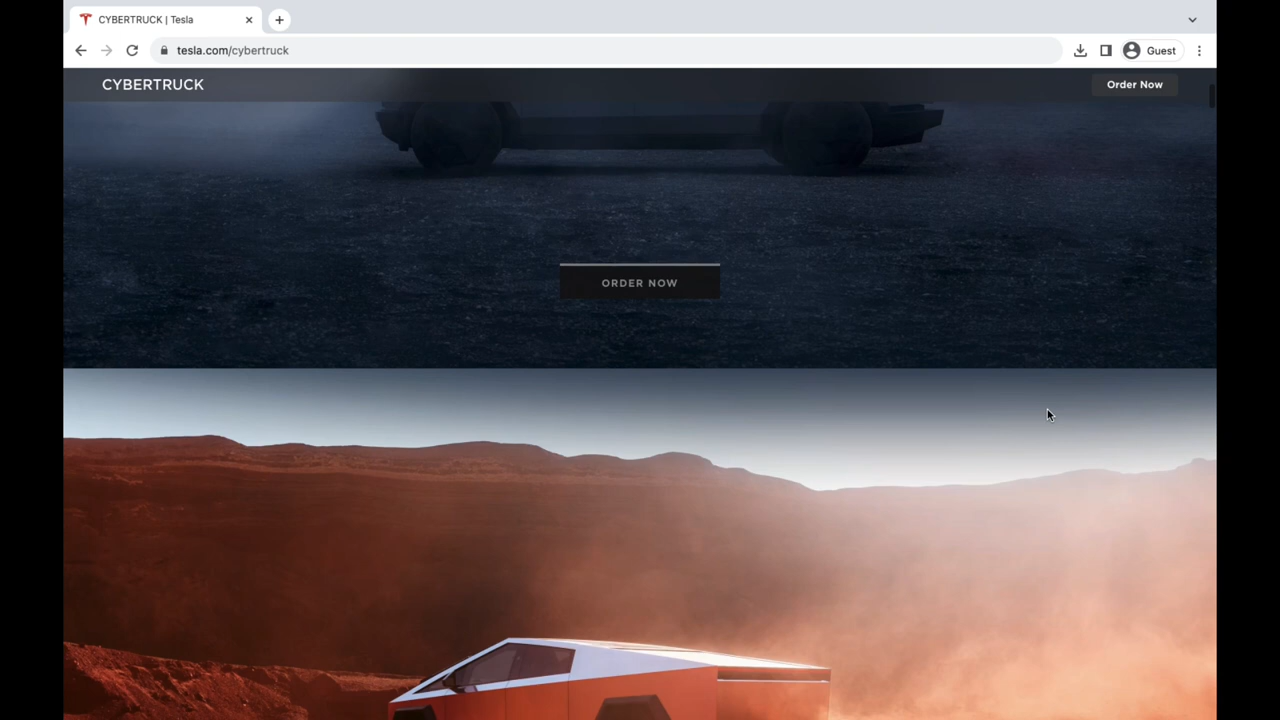 CYBERTRUCK | Tesla
tesla.com/cybertruck
Guest
CYBERTRUCK
Order Now
ORDER NOW